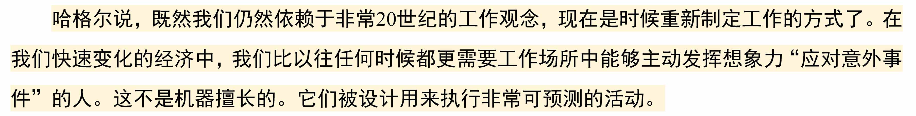 哈格尔说，既然我们仍然依赖于非常20世纪的工作观念，现在是时候重新制定工作的方式了。在
我们快速变化的经济中，我们比以往任何时候都更需要工作场所中能够主动发挥想象力“应对意外事
件”的人。这不是机器擅长的。它们被设计用来执行非常可预测的活动。